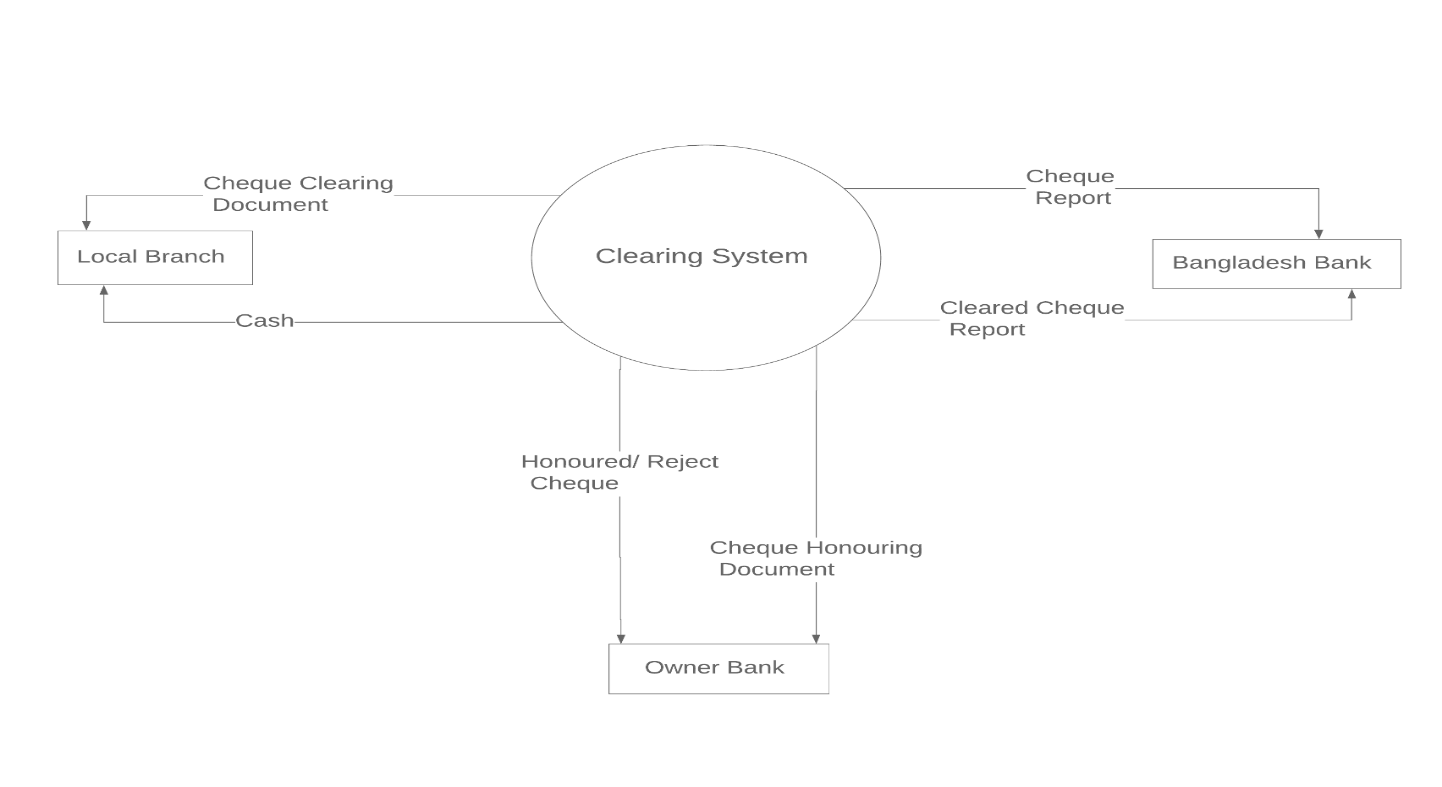 Cheque Clearing
Document
Local Branch
Cash
Clearing System
Cheque
Report
Bangladesh Bank
Cleared Cheque
Report
Honoured/ Reject
Cheque
Cheque Honouring
Document
Owner Bank